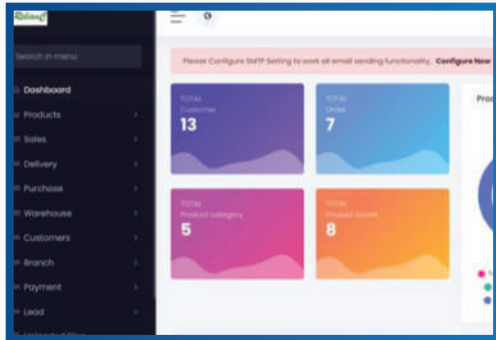 Search in menu
Dashboard
Products
Sales
Delivery
Purchase
Warehouse
Customers
Branch
Payment
Lead
Please Configure SMTP Setting to work all email sending functionality, Configure Now
TOTAL
Customer
13
TOTAL
Order
7
TOTAL
Product category
5
TOTAL
Product brand
8